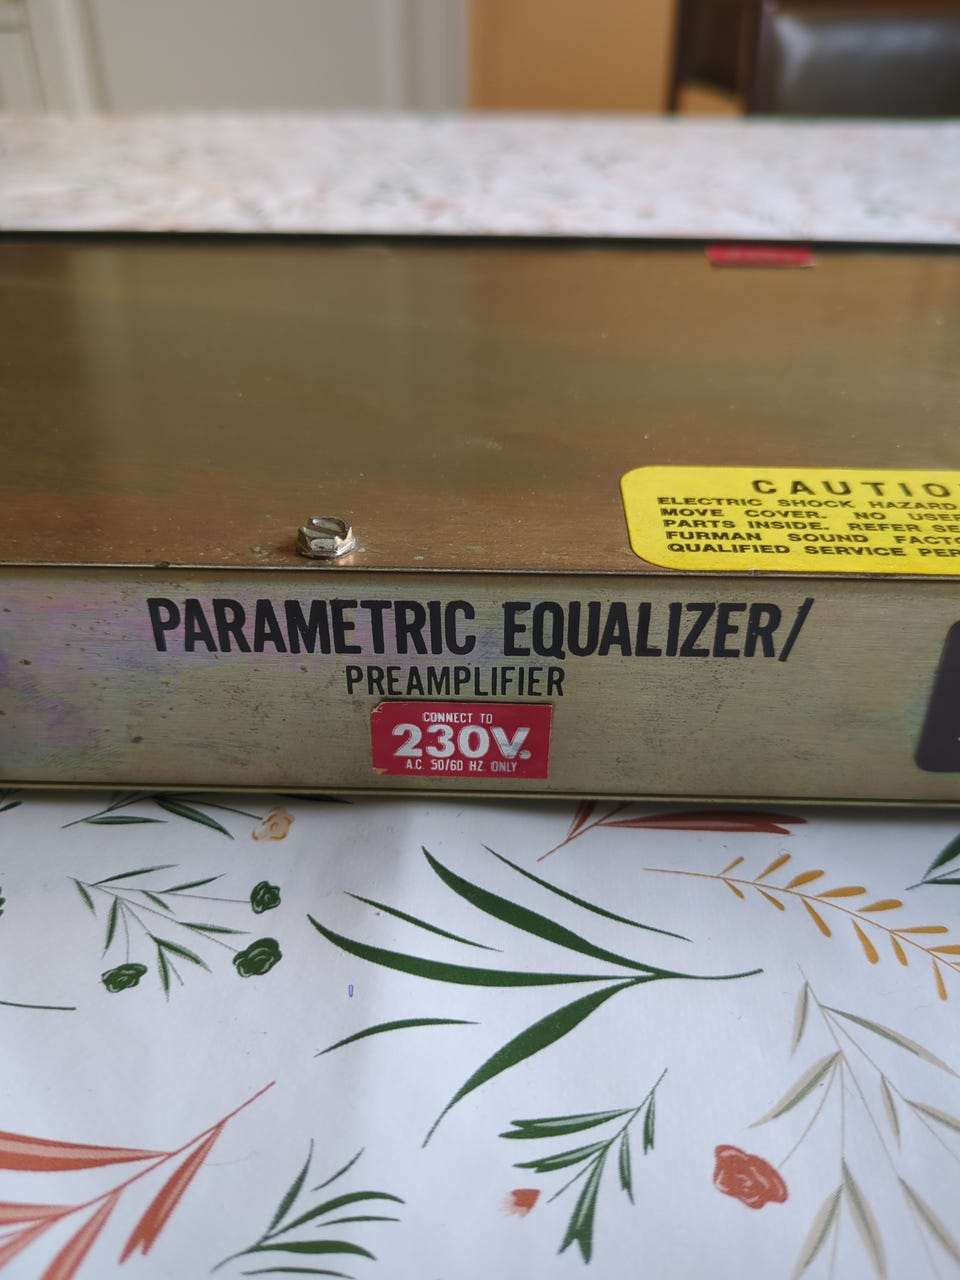 CAUTIO
ELECTRIC SHOCK HAZARD.
MOVE COVER. NO USER
PARTS INSIDE. REFER SE
FURMAN SOUND FACTO
QUALIFIED SERVICE PER
PARAMETRIC EQUALIZER/
PREAMPLIFIER
CONNECT TO
230V.
A.C. 50/60 HZ. ONLY